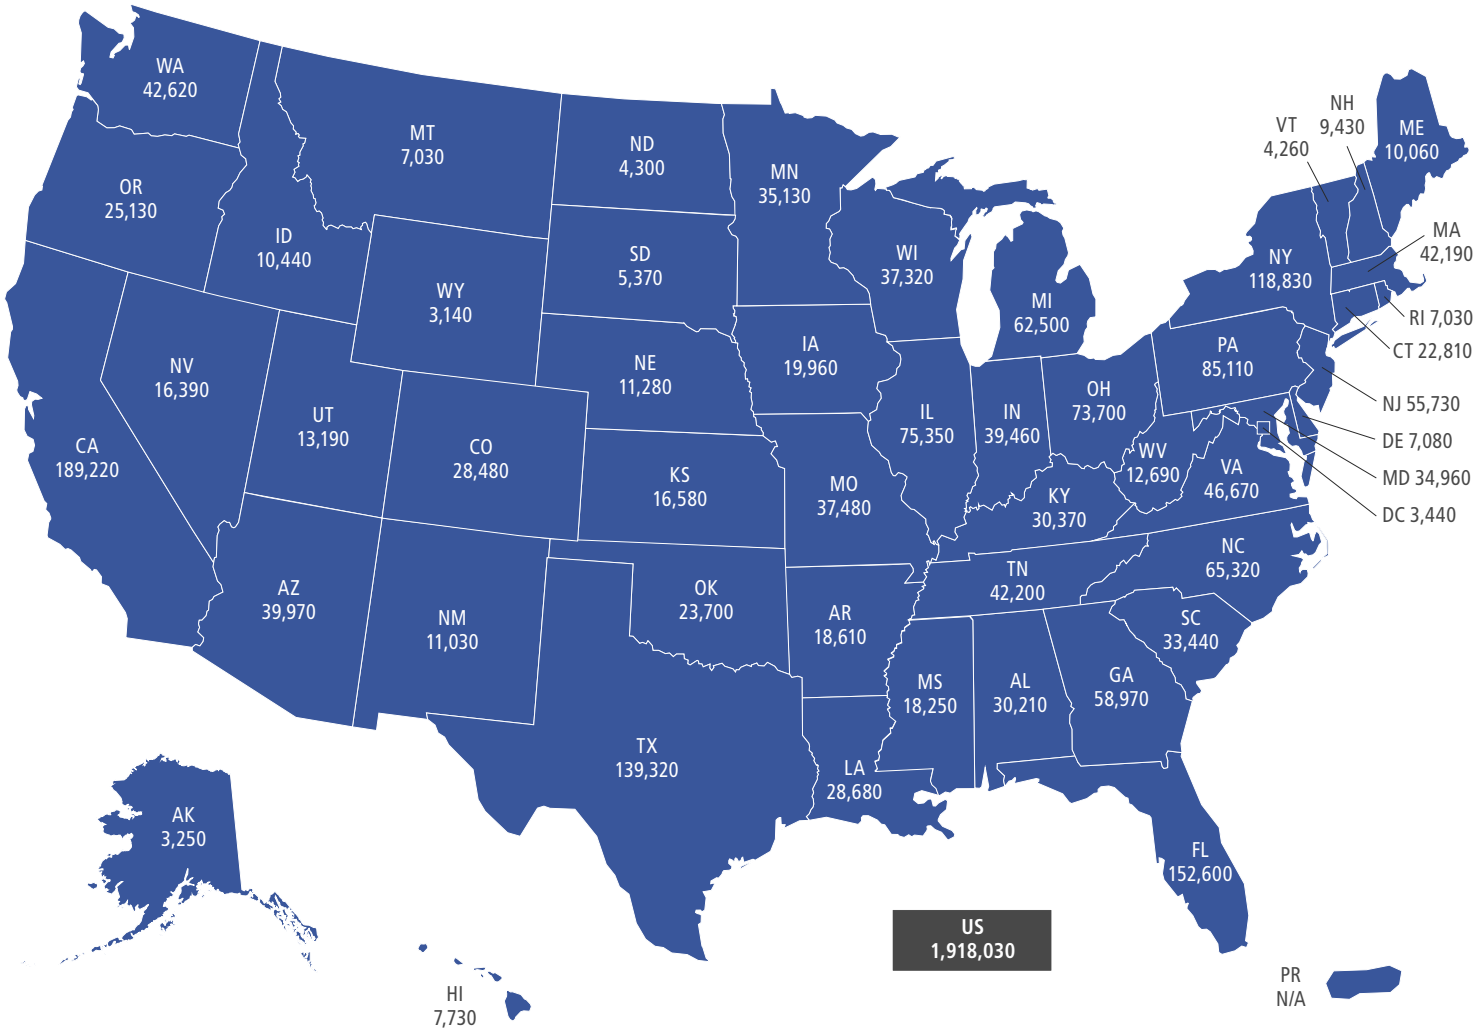 WA
42,620
MT
7,030
ND
4,300
MN
35,130
VT
4,260
NH
9,430
ME
10,060
OR
25,130
ID
10,440
SD
5,370
WI
37,320
MI
62,500
NY
118,830
MA
42,190
WY
3,140
RI 7,030
CT 22,810
NV
16,390
NE
11,280
IA
19,960
PA
85,110
NJ 55,730
UT
13,190
CO
28,480
IL
75,350
IN
39,460
OH
73,700
DE 7,080
CA
189,220
KS
16,580
MO
37,480
WV
12,690
VA
46,670
MD 34,960
KY
30,370
DC 3,440
AZ
39,970
NM
11,030
OK
23,700
AR
18,610
TN
42,200
NC
65,320
SC
33,440
MS
18,250
AL
30,210
GA
58,970
TX
139,320
LA
28,680
AK
3,250
FL
152,600
US
1,918,030
HI
7,730
PR
N/A